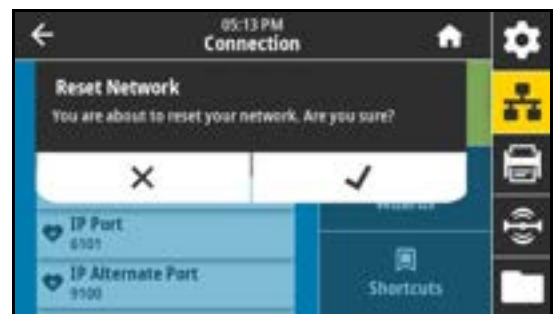 05:13 PM
Connection
Reset Network
You are about to reset your network. Are you sure?
IP Port
6101
IP Alternate Port
9100
Shortcuts